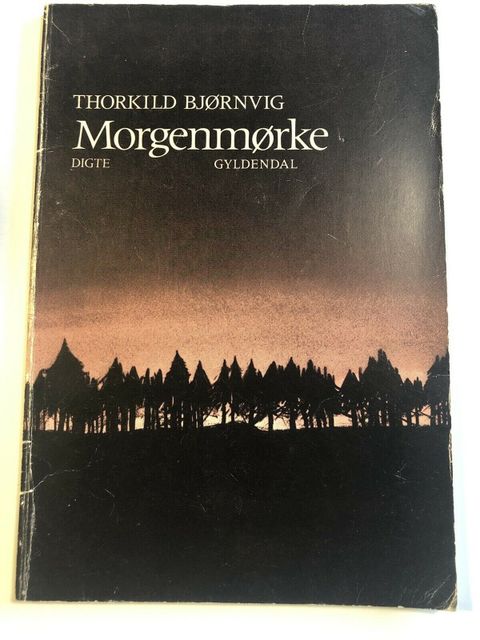 THORKILD BJØRNVIG
Morgenmørke
DIGTE GYLDENDAL